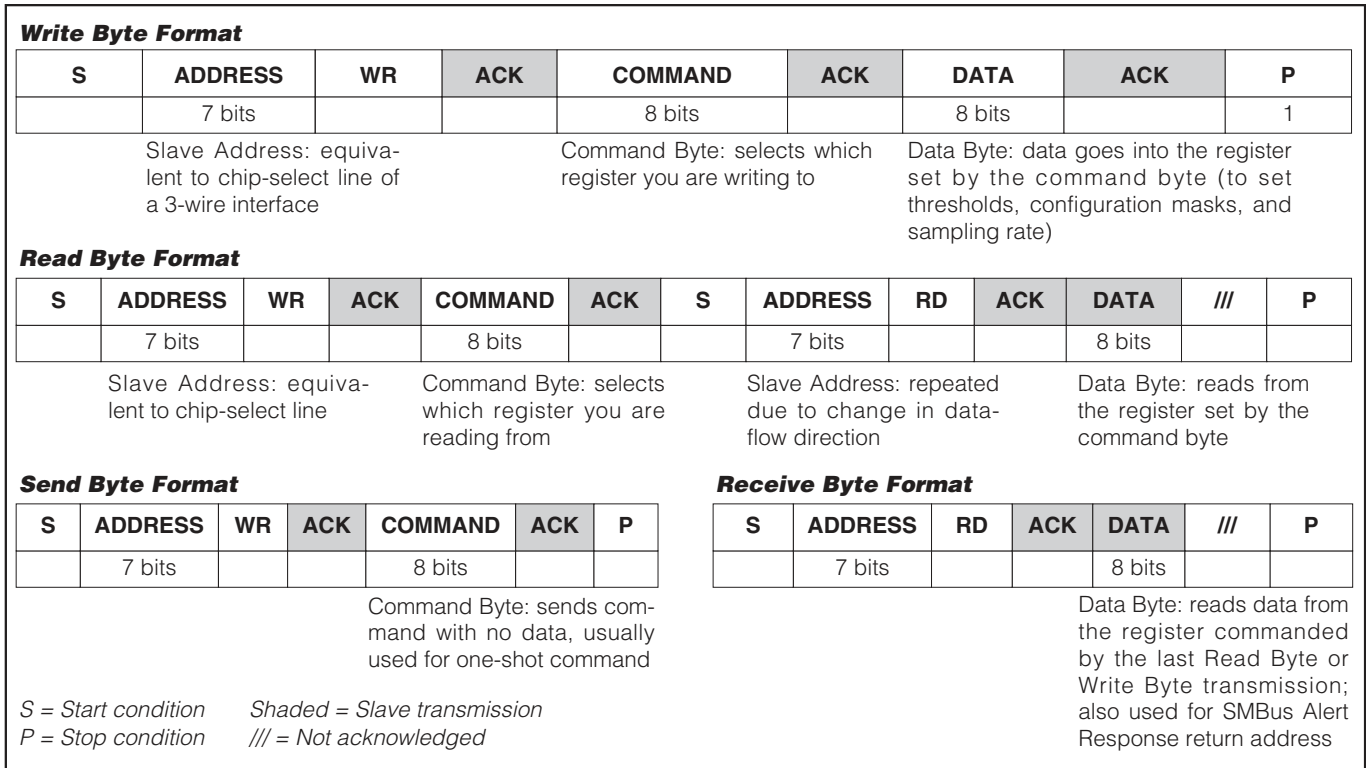 Write Byte Format
S ADDRESS WR ACK COMMAND ACK DATA ACK P
7 bits 8 bits 8 bits 1
Slave Address: equiva-
lent to chip-select line of
a 3-wire interface
Command Byte: selects which
register you are writing to
Data Byte: data goes into the register
set by the command byte (to set
thresholds, configuration masks, and
sampling rate)
Read Byte Format
S ADDRESS WR ACK COMMAND ACK S ADDRESS RD ACK DATA /// P
7 bits 8 bits 7 bits 8 bits
Slave Address: equiva-
lent to chip-select line
Command Byte: selects
which register you are
reading from
Slave Address: repeated
due to change in data-
flow direction
Data Byte: reads from
the register set by the
command byte
Send Byte Format
S ADDRESS WR ACK COMMAND ACK P
7 bits 8 bits
Command Byte: sends com-
mand with no data, usually
used for one-shot command
Receive Byte Format
S ADDRESS RD ACK DATA /// P
7 bits 8 bits
Data Byte: reads data from
the register commanded
by the last Read Byte or
Write Byte transmission;
also used for SMBus Alert
Response return address
S = Start condition Shaded = Slave transmission
P = Stop condition /// = Not acknowledged